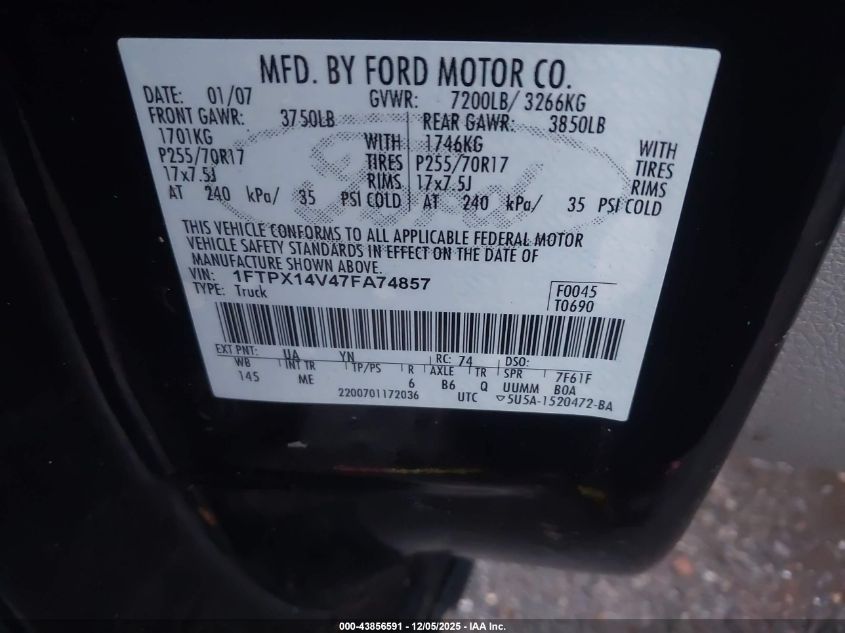 MFD. BY FORD MOTOR CO.
DATE: 01/07 GVWR: 7200LB/ 3266KG
FRONT GAWR: 3750LB REAR GAWR: 3850LB
1701KG WITH 1746KG WITH
P255/70R17 TIRES P255/70R17 TIRES
17x7.5J RIMS 17x7.5J RIMS
AT 240 kPa/ 35 PSI COLD AT 240 kPa/ 35 PSI COLD
Ford
THIS VEHICLE CONFORMS TO ALL APPLICABLE FEDERAL MOTOR
VEHICLE SAFETY STANDARDS IN EFFECT ON THE DATE OF
MANUFACTURE SHOWN ABOVE.
VIN: 1FTPX14V47FA74857 F0045
TYPE: Truck T0690
EXT PNT: UA YN RC: 74 DSO:
WB INT TR TP/PS R AXLE TR SPR 7F61F
145 ME 6 B6 Q UUMM B0A
2200701172036 UTC ▽5U5A-1520472-BA
000-43856591 - 12/05/2025 - IAA Inc.